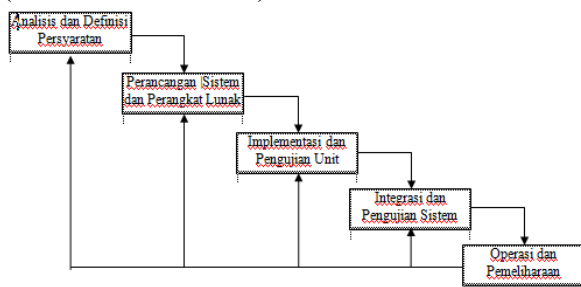 Analisis dan Definisi
Persyaratan
Perancangan Sistem
dan Perangkat Lunak
Implementasi dan
Pengujian Unit
Integrasi dan
Pengujian Sistem
Operasi dan
Pemeliharaan